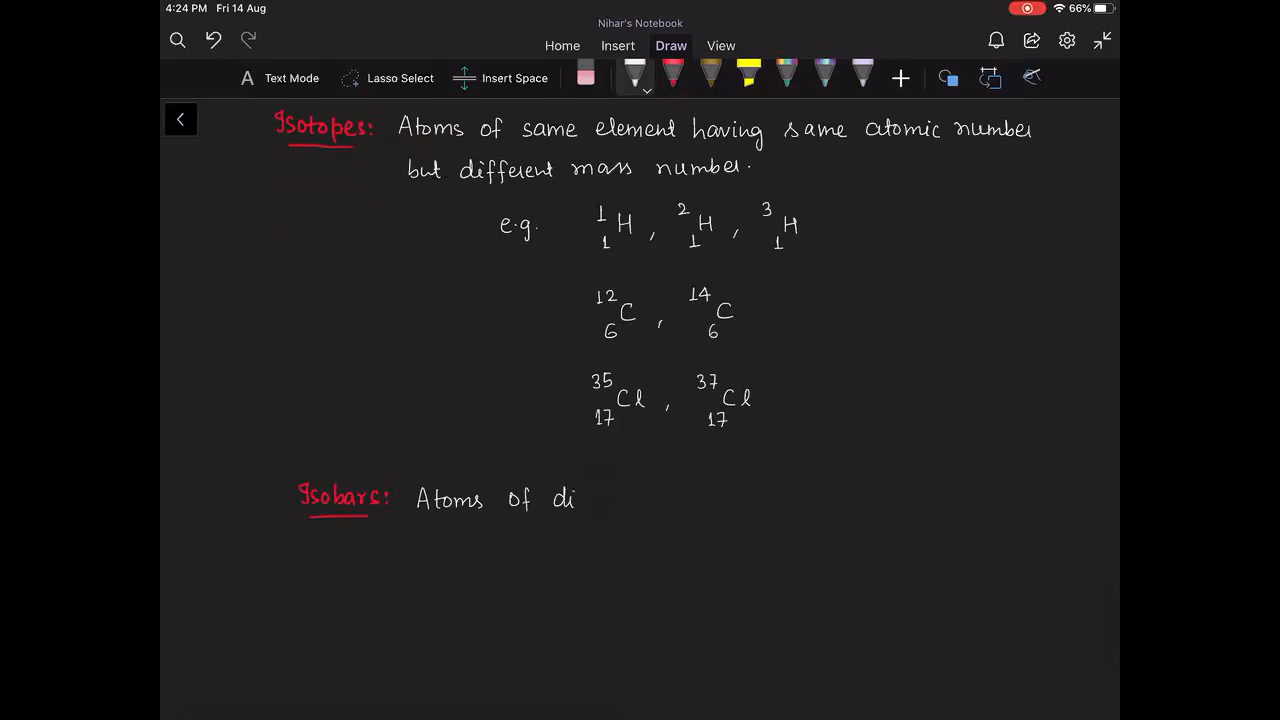 4:24 PM Fri 14 Aug
66%
Nihar's Notebook
Home Insert Draw View
A Text Mode Lasso Select Insert Space
Isotopes: Atoms of same element having same atomic number
but different mass number.
e.g. ¹₁H, ²₁H, ³₁H
¹²₆C, ¹⁴₆C
³⁵₁₇Cl, ³⁷₁₇Cl
Isobars: Atoms of di